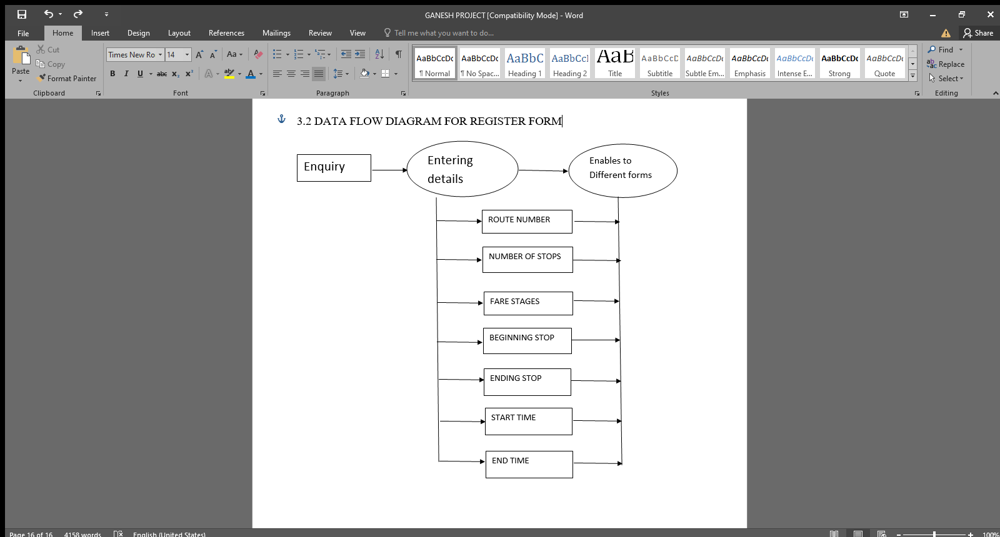 GANESH PROJECT [Compatibility Mode] - Word
File Home Insert Design Layout References Mailings Review View Tell me what you want to do... Share
Paste
Cut
Copy
Format Painter
Clipboard
Times New Ro 14
B I U abc x₂ x²
Font
Paragraph
AaBbCcDc AaBbCcDc AaBbC AaBbCcI AaB AaBbCcD AaBbCcDc AaBbCcDc AaBbCcDc AaBbCcDc AaBbCcDc
¶ Normal ¶ No Spac... Heading 1 Heading 2 Title Subtitle Subtle Em... Emphasis Intense E... Strong Quote
Styles
Find
Replace
Select
Editing
3.2 DATA FLOW DIAGRAM FOR REGISTER FORM
Enquiry
Entering
details
Enables to
Different forms
ROUTE NUMBER
NUMBER OF STOPS
FARE STAGES
BEGINNING STOP
ENDING STOP
START TIME
END TIME
Page 16 of 16 4158 words English (United States) 100%